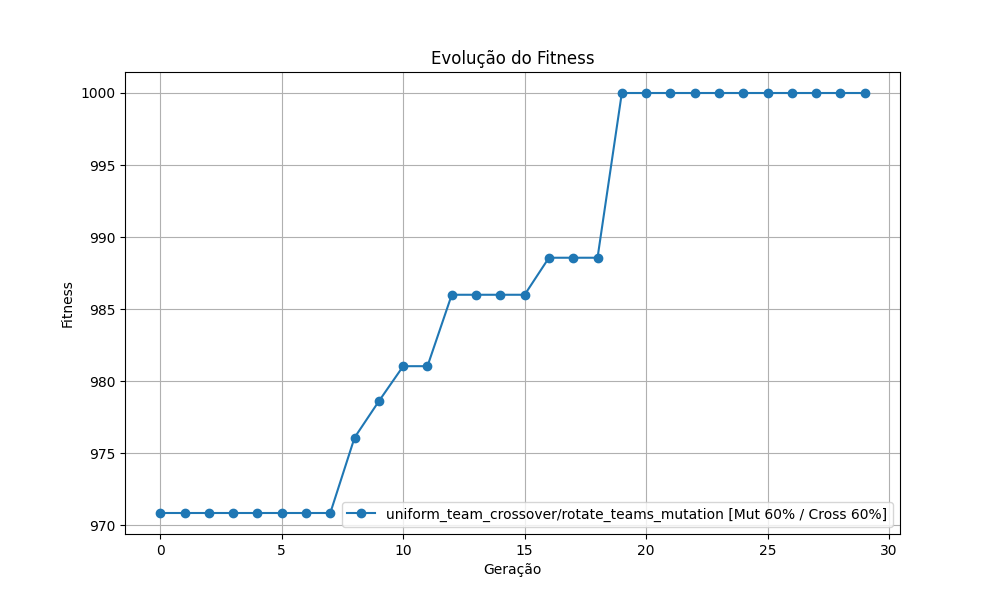 Evolução do Fitness
Fitness
1000
995
990
985
980
975
970
uniform_team_crossover/rotate_teams_mutation [Mut 60% / Cross 60%]
0 5 10 15 20 25 30
Geração